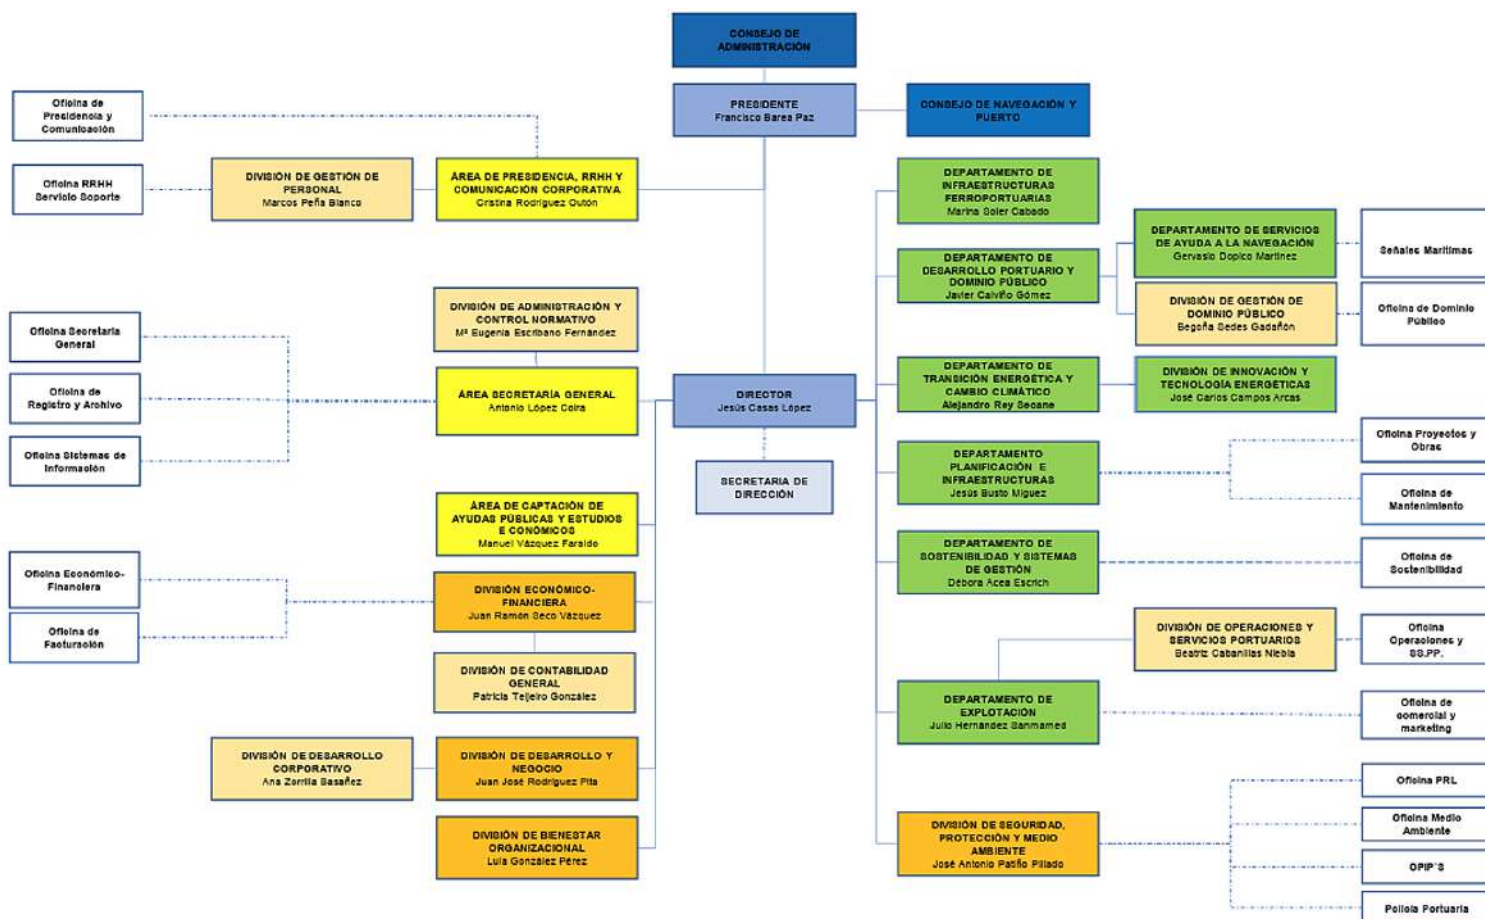 CONSEJO DE
ADMINISTRACIÓN
PRESIDENTE
Francisco Barea Paz
CONSEJO DE NAVEGACIÓN Y
PUERTO
Oficina de
Presidencia y
Comunicación
Oficina RRHH
Servicio Soporte
DIVISIÓN DE GESTIÓN DE
PERSONAL
Marcos Peña Blanco
ÁREA DE PRESIDENCIA, RRHH Y
COMUNICACIÓN CORPORATIVA
Cristina Rodríguez Outón
DIVISIÓN DE ADMINISTRACIÓN Y
CONTROL NORMATIVO
Mª Eugenia Escribano Fernández
Oficina Secretaria
General
Oficina de
Registro y Archivo
Oficina Sistemas de
Información
ÁREA SECRETARÍA GENERAL
Antonio López Coira
DIRECTOR
Jesús Casas López
SECRETARIA DE
DIRECCIÓN
ÁREA DE CAPTACIÓN DE
AYUDAS PÚBLICAS Y ESTUDIOS
E CONÓMICOS
Manuel Vázquez Faraldo
Oficina Económico-
Financiera
Oficina de
Facturación
DIVISIÓN ECONÓMICO-
FINANCIERA
Juan Ramón Seco Vázquez
DIVISIÓN DE CONTABILIDAD
GENERAL
Patricia Teijeiro González
DIVISIÓN DE DESARROLLO
CORPORATIVO
Ana Zorrilla Basañez
DIVISIÓN DE DESARROLLO Y
NEGOCIO
Juan José Rodríguez Pita
DIVISIÓN DE BIENESTAR
ORGANIZACIONAL
González Pérez
DEPARTAMENTO DE
INFRAESTRUCTURAS
FERROPORTUARIAS
Marina Soler Cabado
DEPARTAMENTO DE
DESARROLLO PORTUARIO Y
DOMINIO PÚBLICO
Javier Calviño Gómez
DEPARTAMENTO DE SERVICIOS
DE AYUDA A LA NAVEGACIÓN
Gervasio Dopico Martínez
Señales Marítimas
DIVISIÓN DE GESTIÓN DE
DOMINIO PÚBLICO
Begoña Sedes Gadañón
Oficina de Dominio
Público
DEPARTAMENTO DE
TRANSICIÓN ENERGÉTICA Y
CAMBIO CLIMÁTICO
Alejandro Rey Seoane
DIVISIÓN DE INNOVACIÓN Y
TECNOLOGÍA ENERGÉTICAS
José Carlos Campos Arcas
DEPARTAMENTO
PLANIFICACIÓN E
INFRAESTRUCTURAS
Jesús Busto Miguez
Oficina Proyectos y
Obras
Oficina de
Mantenimiento
DEPARTAMENTO DE
SOSTENIBILIDAD Y SISTEMAS
DE GESTIÓN
Débora Acea Escrich
Oficina de
Sostenibilidad
DIVISIÓN DE OPERACIONES Y
SERVICIOS PORTUARIOS
Beatriz Cabanillas Niebla
Oficina
Operaciones y
SS.PP.
DEPARTAMENTO DE
EXPLOTACIÓN
Julio Hernández Sanmamed
Oficina de
comercial y
marketing
DIVISIÓN DE SEGURIDAD,
PROTECCIÓN Y MEDIO
AMBIENTE
José Antonio Patiño Pillado
Oficina PRL
Oficina Medio
Ambiente
OPIP`S
Policía Portuaria